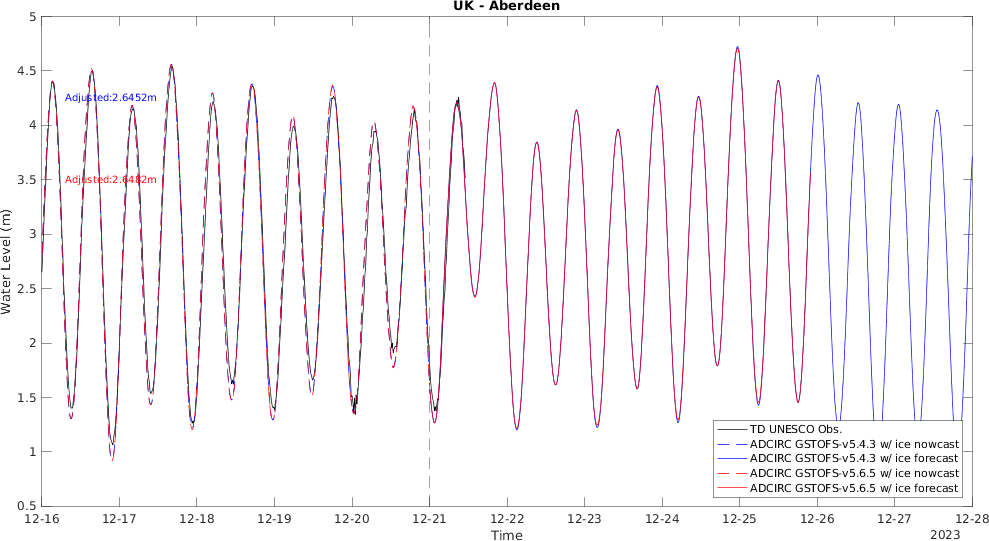 UK - Aberdeen
5
4.5
4
3.5
3
2.5
2
1.5
1
0.5
Water Level (m)
Adjusted:2.6452m
Adjusted:2.6482m
TD UNESCO Obs.
ADCIRC GSTOFS-v5.4.3 w/ ice nowcast
ADCIRC GSTOFS-v5.4.3 w/ ice forecast
ADCIRC GSTOFS-v5.6.5 w/ ice nowcast
ADCIRC GSTOFS-v5.6.5 w/ ice forecast
12-16 12-17 12-18 12-19 12-20 12-21 12-22 12-23 12-24 12-25 12-26 12-27 12-28
Time
2023